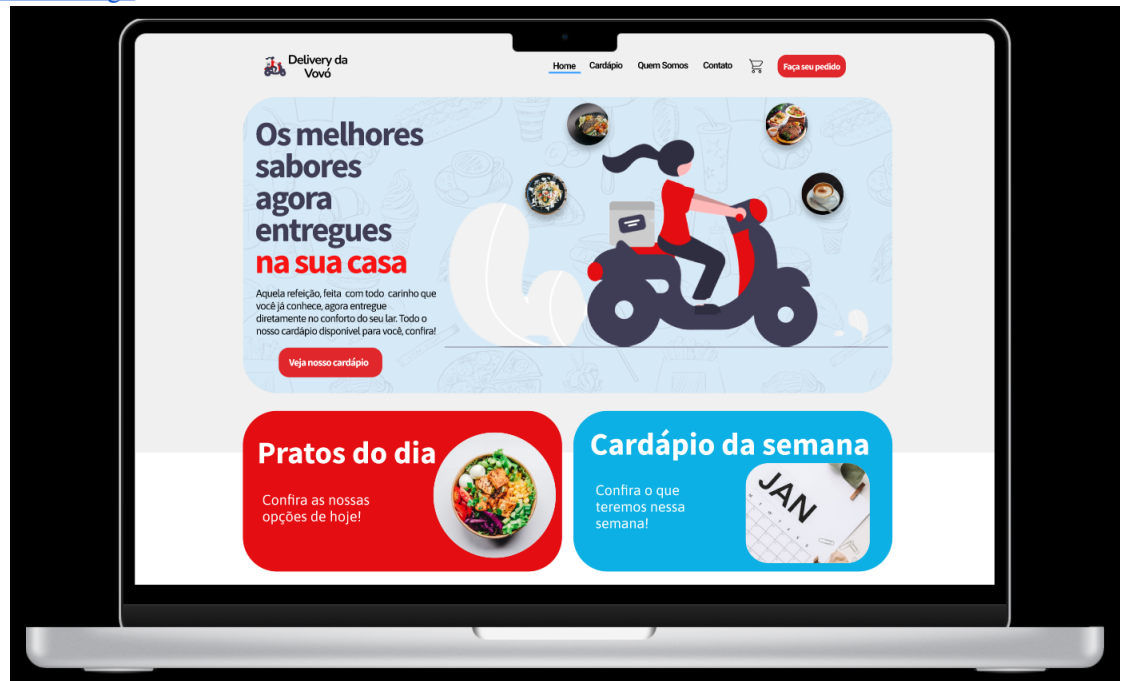 Delivery da
Vovó
Home Cardápio Quem Somos Contato Faça seu pedido
Os melhores
sabores
agora
entregues
na sua casa
Aquela refeição, feita com todo carinho que
você já conhece, agora entregue
diretamente no conforto do seu lar. Todo o
nosso cardápio disponivel para você, confira!
Veja nosso cardápio
Pratos do dia
Confira as nossas
opções de hoje!
Cardápio da semana
Confira o que
teremos nessa
semana!
JAN